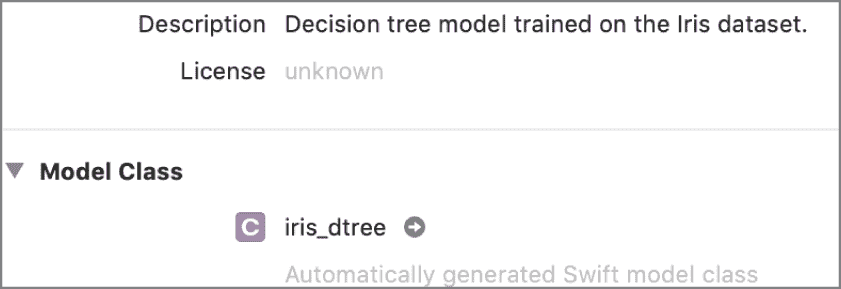 Description Decision tree model trained on the Iris dataset.
License unknown
Model Class
C iris_dtree
Automatically generated Swift model class